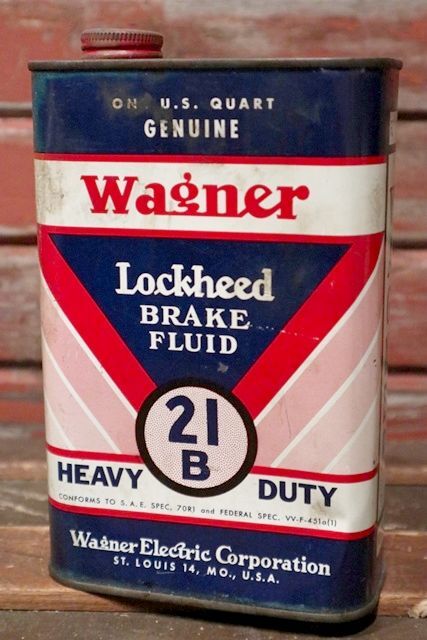 ONE U.S. QUART
GENUINE
Wagner
Lockheed
BRAKE
FLUID
21
B
HEAVY DUTY
CONFORMS TO S.A.E. SPEC. 70R1 and FEDERAL SPEC. VV-F-451a(1)
Wagner Electric Corporation
ST. LOUIS 14, MO., U.S.A.